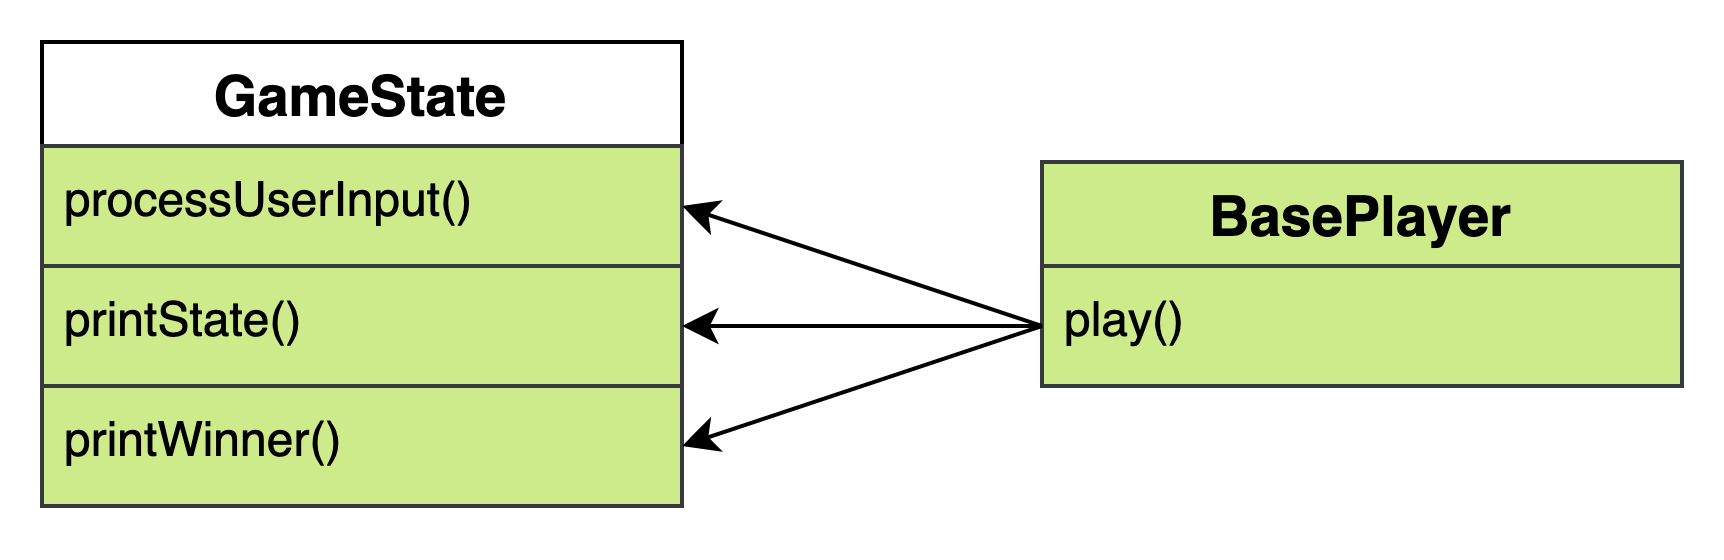 GameState
processUserInput()
printState()
printWinner()
BasePlayer
play()